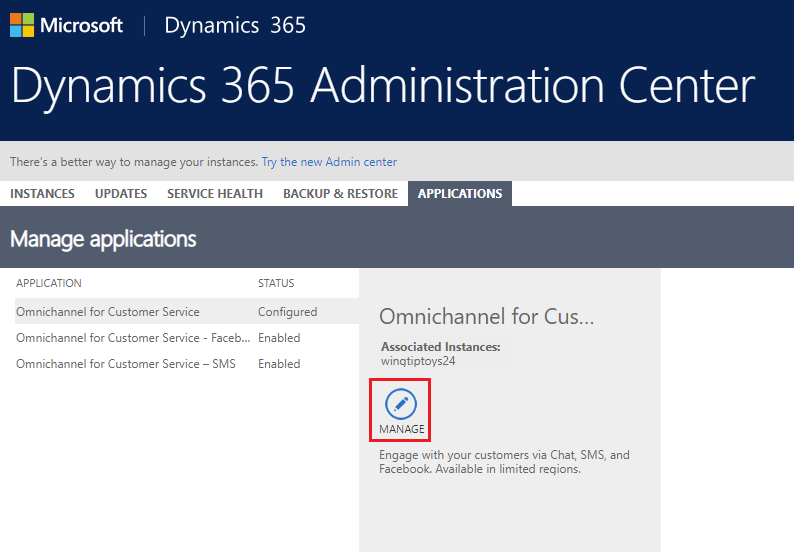 Microsoft Dynamics 365
Dynamics 365 Administration Center
There's a better way to manage your instances. Try the new Admin center
INSTANCES UPDATES SERVICE HEALTH BACKUP & RESTORE APPLICATIONS
Manage applications
APPLICATION STATUS
Omnichannel for Customer Service Configured
Omnichannel for Customer Service - Faceb... Enabled
Omnichannel for Customer Service – SMS Enabled
Omnichannel for Cus...
Associated Instances:
wingtiptoys24
MANAGE
Engage with your customers via Chat, SMS, and
Facebook. Available in limited regions.